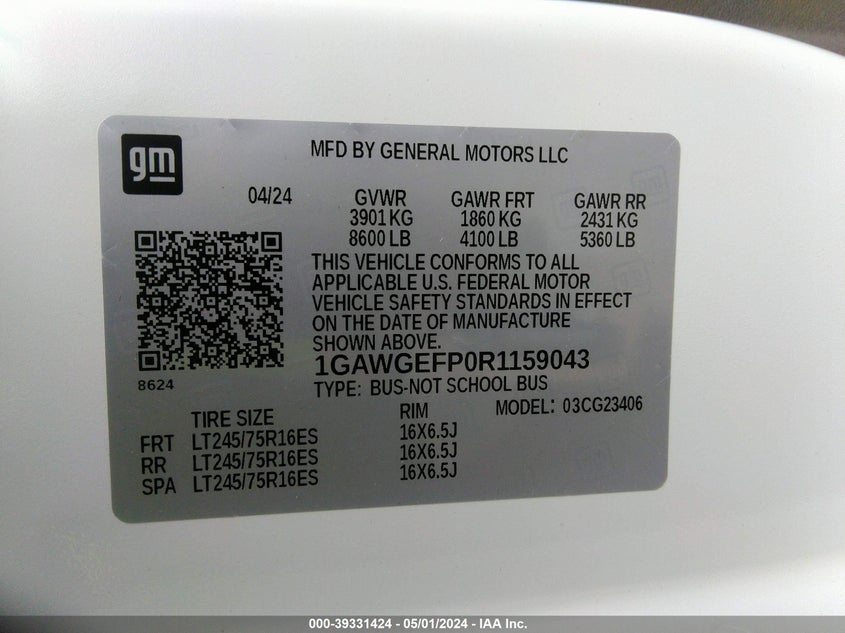 gm
MFD BY GENERAL MOTORS LLC
04/24 GVWR GAWR FRT GAWR RR
3901 KG 1860 KG 2431 KG
8600 LB 4100 LB 5360 LB
THIS VEHICLE CONFORMS TO ALL
APPLICABLE U.S. FEDERAL MOTOR
VEHICLE SAFETY STANDARDS IN EFFECT
ON THE DATE OF MANUFACTURE
SHOWN ABOVE.
1GAWGEFP0R1159043
8624
TYPE: BUS-NOT SCHOOL BUS
TIRE SIZE RIM MODEL: 03CG23406
FRT LT245/75R16ES 16X6.5J
RR LT245/75R16ES 16X6.5J
SPA LT245/75R16ES 16X6.5J
000-39331424 - 05/01/2024 - IAA Inc.